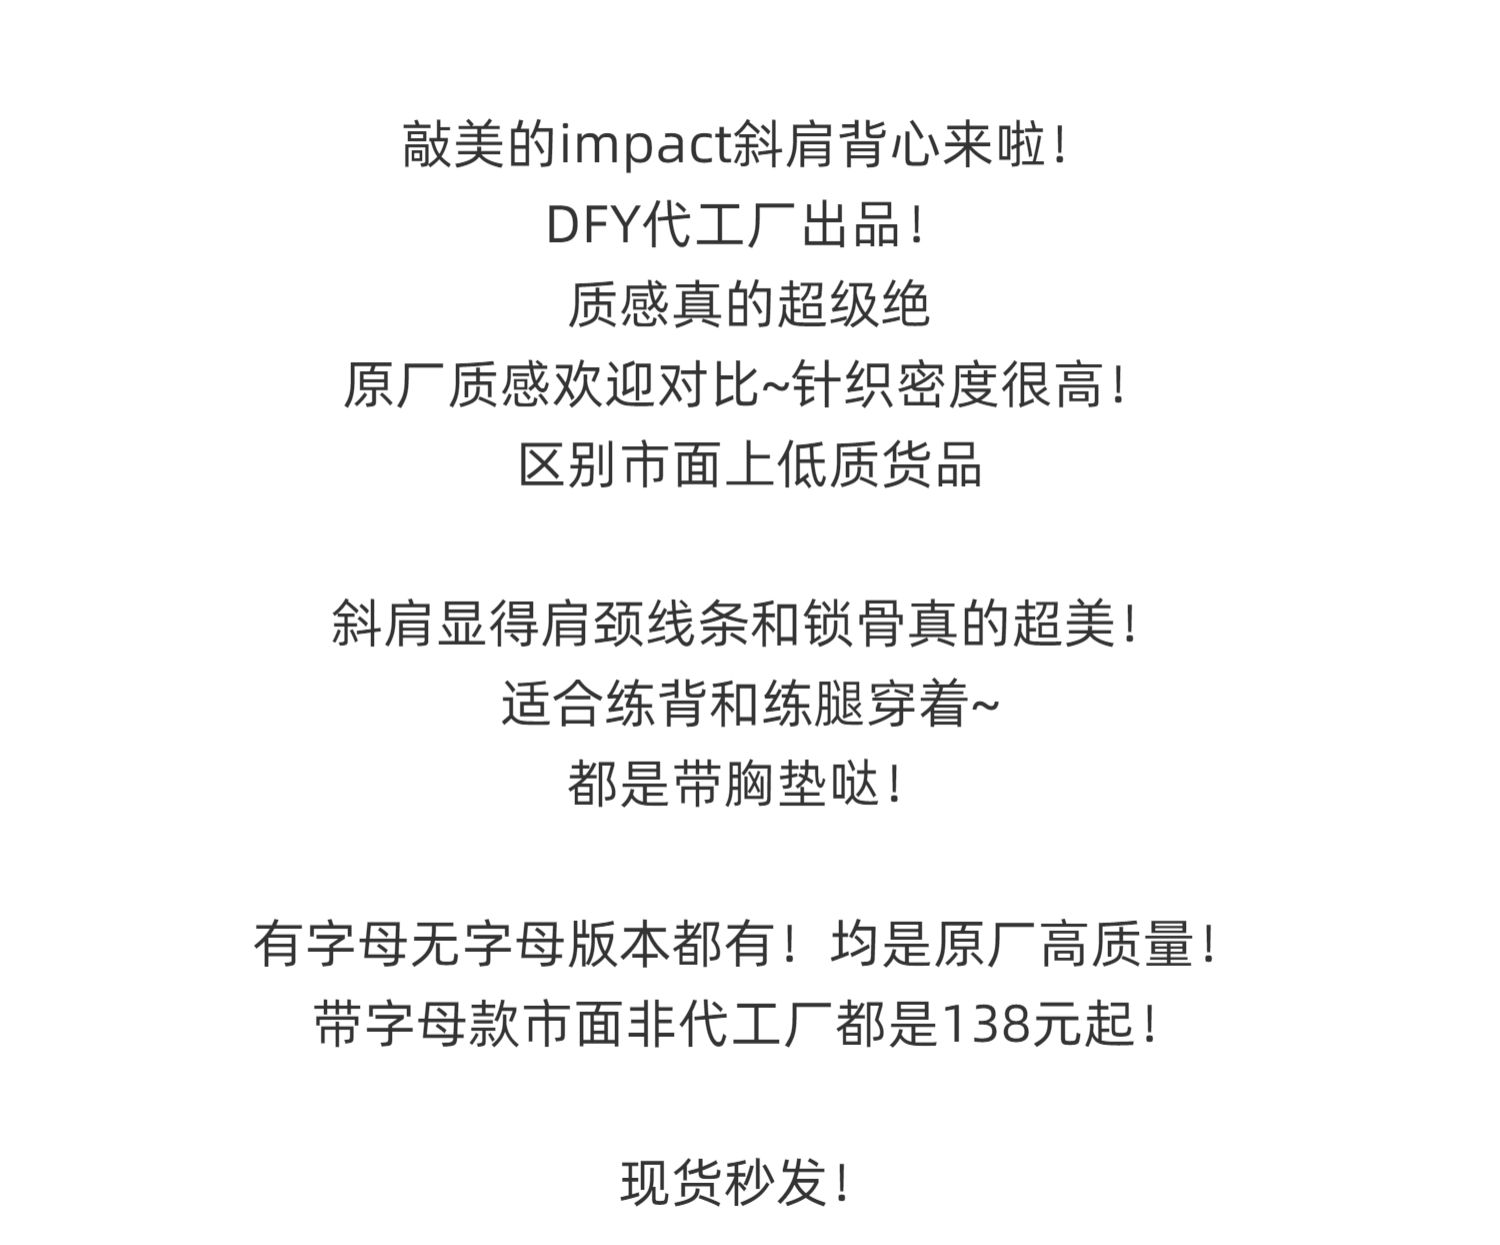 敲美的impact斜肩背心来啦！
DFY代工厂出品！
质感真的超级绝
原厂质感欢迎对比~针织密度很高！
区别市面上低质货品
斜肩显得肩颈线条和锁骨真的超美！
适合练背和练腿穿着~
都是带胸垫哒！
有字母无字母版本都有！均是原厂高质量！
带字母款市面非代工厂都是138元起！
现货秒发！